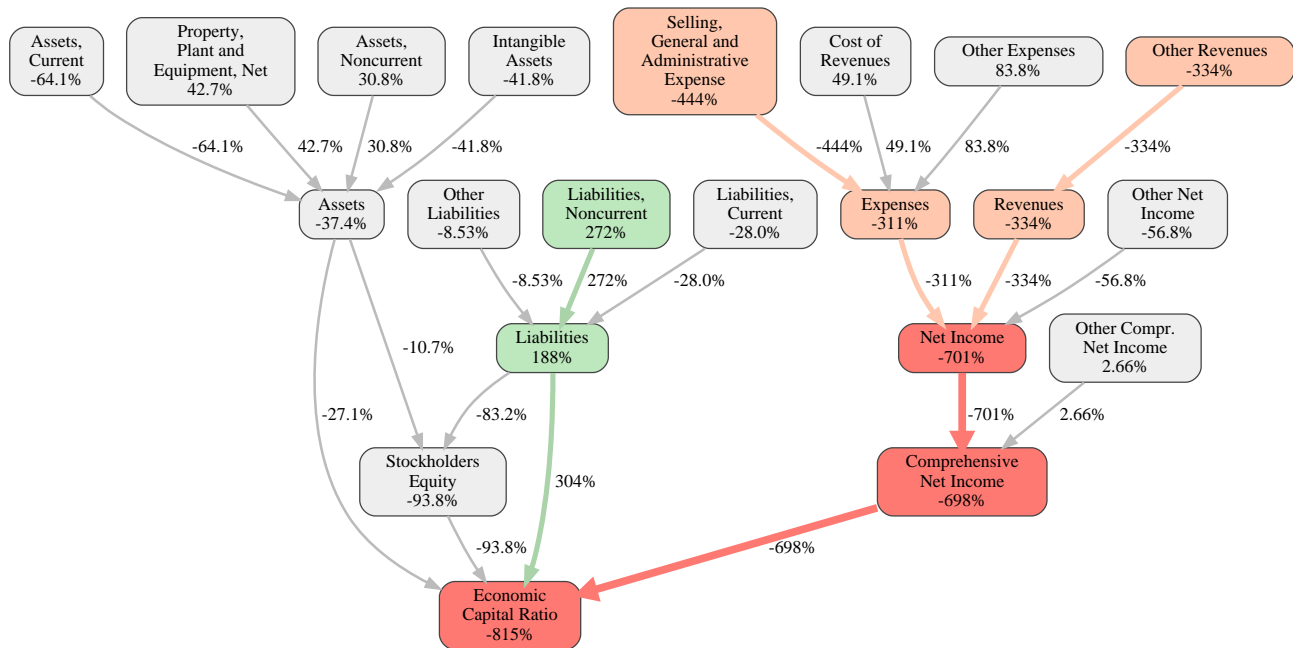 Assets,
Current
-64.1%
Property,
Plant and
Equipment, Net
42.7%
Assets,
Noncurrent
30.8%
Intangible
Assets
-41.8%
Selling,
General and
Administrative
Expense
-444%
Cost of
Revenues
49.1%
Other Expenses
83.8%
Other Revenues
-334%
-64.1%
42.7%
30.8%
-41.8%
-444%
49.1%
83.8%
-334%
Assets
-37.4%
Other
Liabilities
-8.53%
Liabilities,
Noncurrent
272%
Liabilities,
Current
-28.0%
Expenses
-311%
Revenues
-334%
Other Net
Income
-56.8%
-8.53%
272%
-28.0%
-311%
-334%
-56.8%
Liabilities
188%
Net Income
-701%
Other Compr.
Net Income
2.66%
-10.7%
-27.1%
-83.2%
-701%
2.66%
Stockholders
Equity
-93.8%
304%
Comprehensive
Net Income
-698%
-93.8%
-698%
Economic
Capital Ratio
-815%